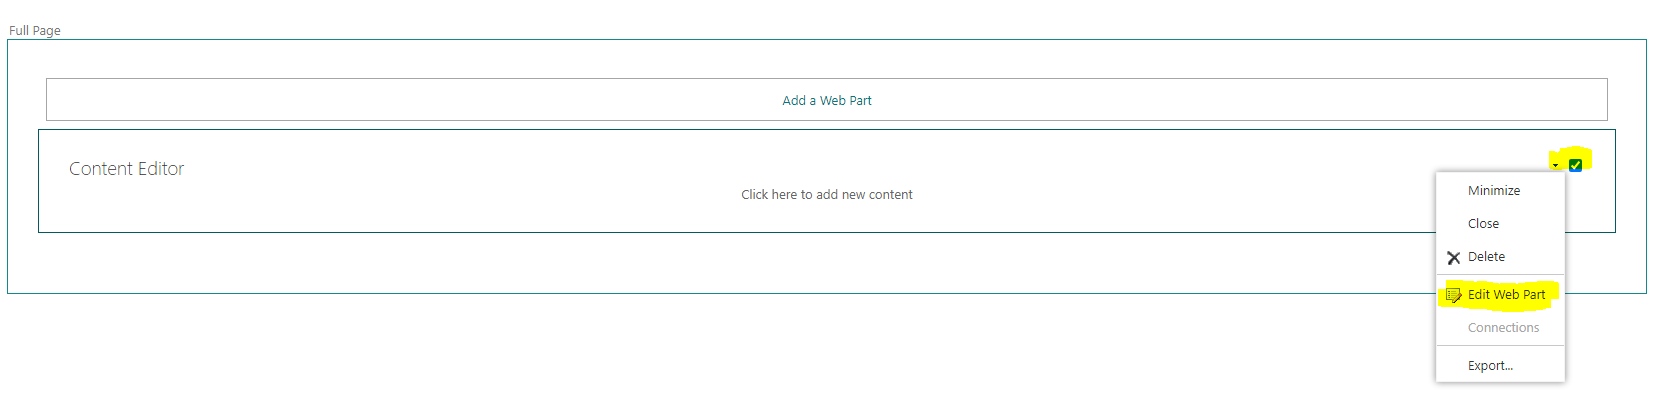 Full Page
Add a Web Part
Content Editor
Click here to add new content
Minimize
Close
Delete
Edit Web Part
Connections
Export...